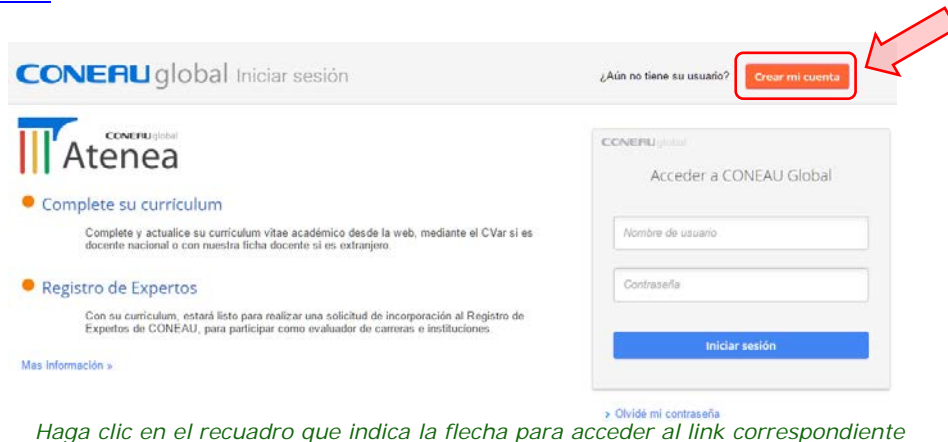 CONEAU global Iniciar sesión
¿Aún no tiene su usuario?
Crear mi cuenta
CONEAU global
Atenea
Complete su currículum
Complete y actualice su curriculum vitae académico desde la web, mediante el CVar si es
docente nacional o con nuestra ficha docente si es extranjero.
Registro de Expertos
Con su curriculum, estará listo para realizar una solicitud de incorporación al Registro de
Expertos de CONEAU, para participar como evaluador de carreras e instituciones.
Mas información »
CONEAU global
Acceder a CONEAU Global
Nombre de usuario
Contraseña
Iniciar sesión
› Olvidé mi contraseña
Haga clic en el recuadro que indica la flecha para acceder al link correspondiente